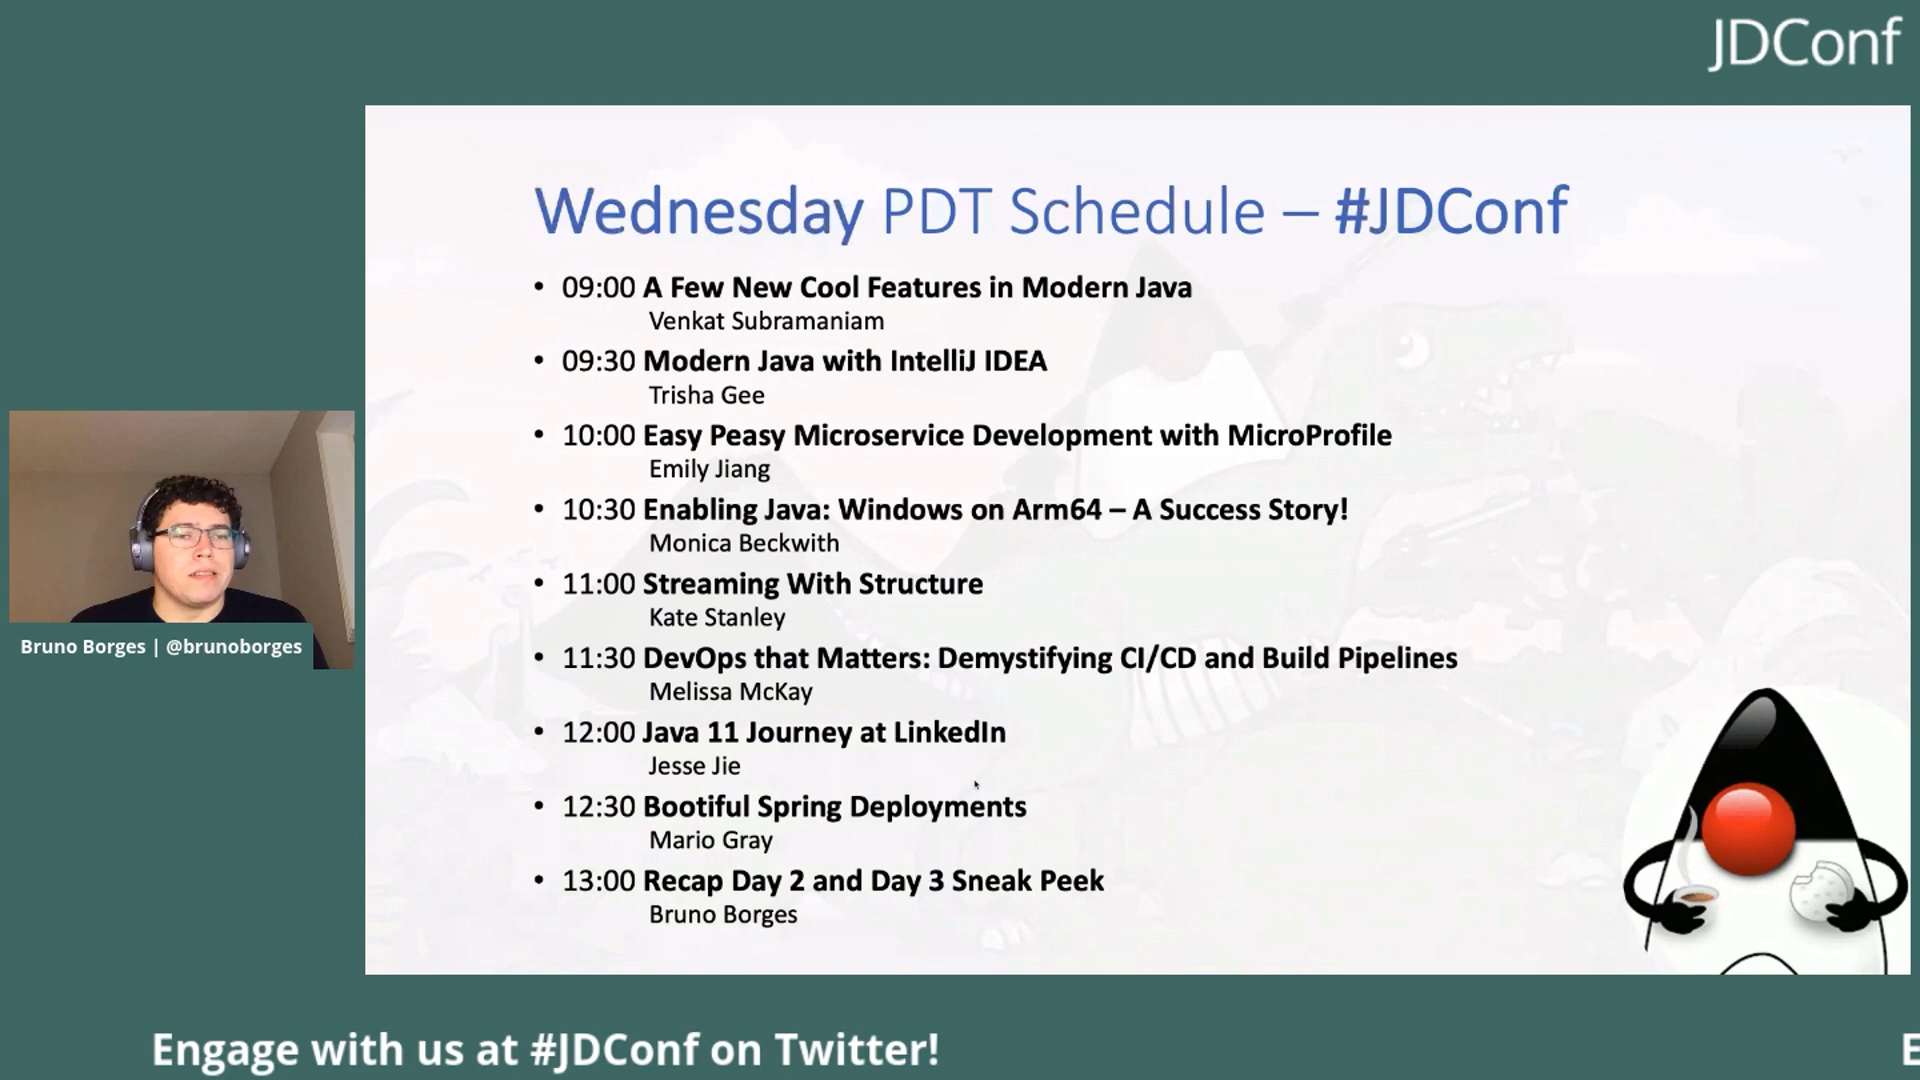 JDConf
Wednesday PDT Schedule – #JDConf
• 09:00 A Few New Cool Features in Modern Java
Venkat Subramaniam
• 09:30 Modern Java with IntelliJ IDEA
Trisha Gee
• 10:00 Easy Peasy Microservice Development with MicroProfile
Emily Jiang
• 10:30 Enabling Java: Windows on Arm64 – A Success Story!
Monica Beckwith
• 11:00 Streaming With Structure
Kate Stanley
• 11:30 DevOps that Matters: Demystifying CI/CD and Build Pipelines
Melissa McKay
• 12:00 Java 11 Journey at LinkedIn
Jesse Jie
• 12:30 Bootiful Spring Deployments
Mario Gray
• 13:00 Recap Day 2 and Day 3 Sneak Peek
Bruno Borges
Bruno Borges | @brunoborges
Engage with us at #JDConf on Twitter!